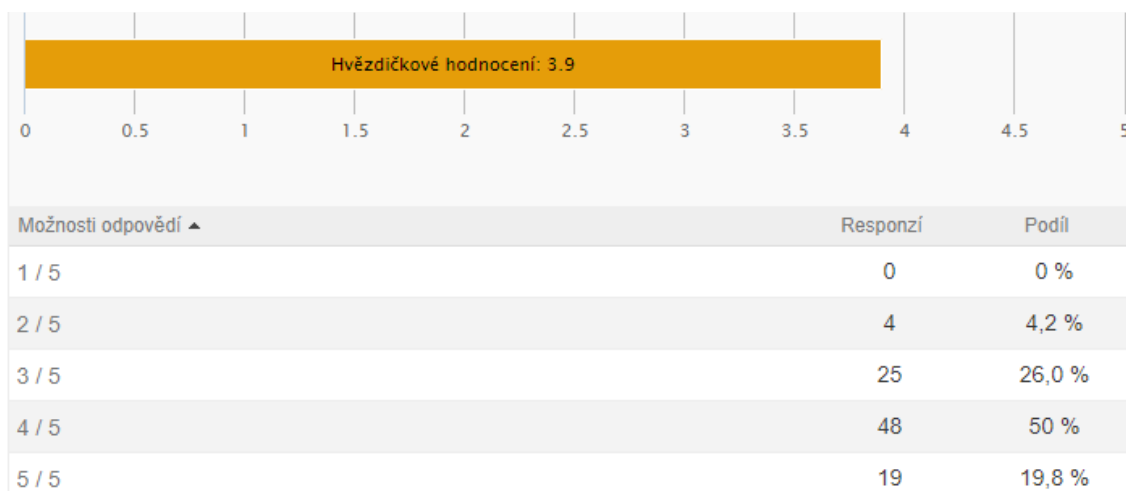 Hvězdičkové hodnocení: 3.9
0 0.5 1 1.5 2 2.5 3 3.5 4 4.5 5
Možnosti odpovědí ▲ Responzí Podíl
1 / 5 0 0 %
2 / 5 4 4,2 %
3 / 5 25 26,0 %
4 / 5 48 50 %
5 / 5 19 19,8 %